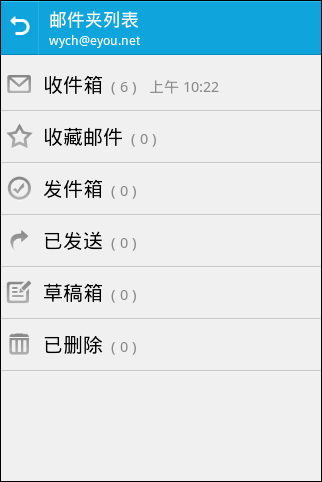 邮件夹列表
wych@eyou.net
收件箱 ( 6 ) 上午 10:22
收藏邮件 ( 0 )
发件箱 ( 0 )
已发送 ( 0 )
草稿箱 ( 0 )
已删除 ( 0 )